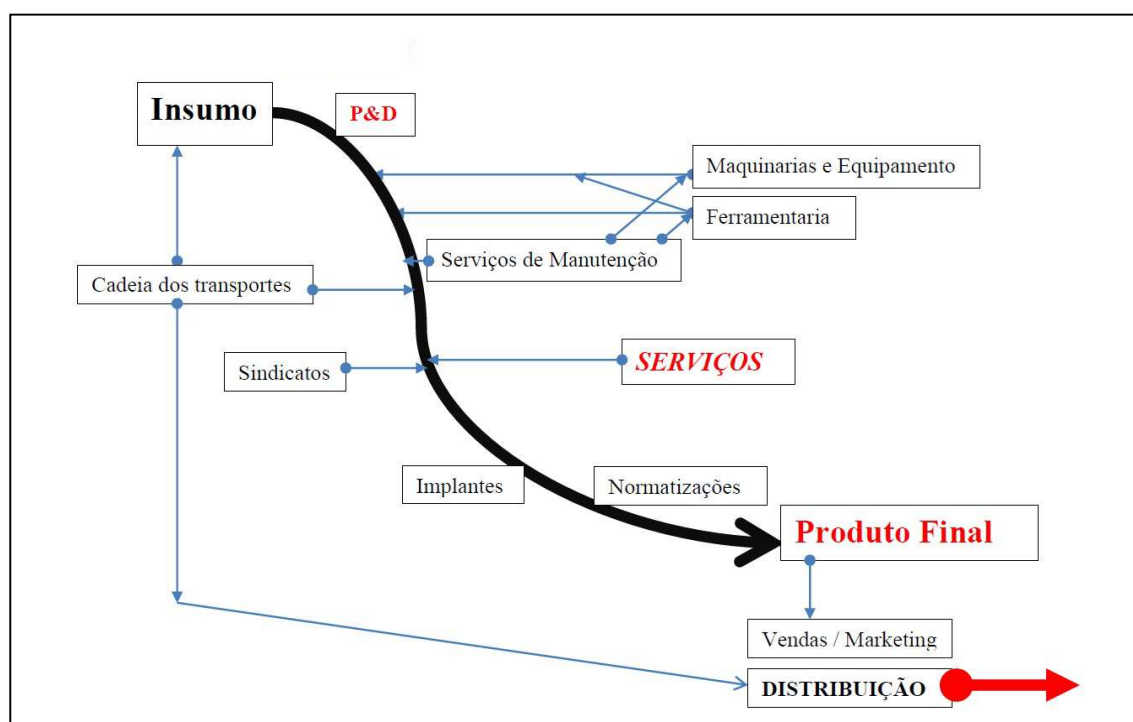 Insumo
P&D
Maquinarias e Equipamento
Ferramentaria
Serviços de Manutenção
Cadeia dos transportes
SERVIÇOS
Sindicatos
Implantes
Normatizações
Produto Final
Vendas / Marketing
DISTRIBUIÇÃO